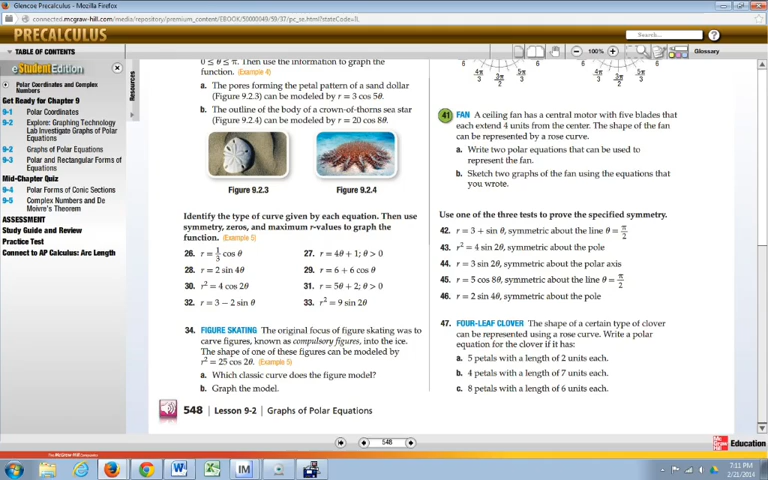 Glencoe Precalculus - Mozilla Firefox
connected.mcgraw-hill.com/media/repository/premium_content/EBOOK/50000049/59/37/pc_se.html?stateCode=IL
PRECALCULUS
Search...
?
TABLE OF CONTENTS
100%
Glossary
eStudentEdition
Resources
Polar Coordinates and Complex
Numbers
Get Ready for Chapter 9
9-1 Polar Coordinates
9-2 Explore: Graphing Technology
Lab Investigate Graphs of Polar
Equations
9-2 Graphs of Polar Equations
9-3 Polar and Rectangular Forms of
Equations
Mid-Chapter Quiz
9-4 Polar Forms of Conic Sections
9-5 Complex Numbers and De
Moivre's Theorem
ASSESSMENT
Study Guide and Review
Practice Test
Connect to AP Calculus: Arc Length
0 ≤ θ ≤ π. Then use the information to graph the
function. (Example 4)
a. The pores forming the petal pattern of a sand dollar
(Figure 9.2.3) can be modeled by r = 3 cos 5θ.
b. The outline of the body of a crown-of-thorns sea star
(Figure 9.2.4) can be modeled by r = 20 cos 8θ.
Figure 9.2.3 Figure 9.2.4
Identify the type of curve given by each equation. Then use
symmetry, zeros, and maximum r-values to graph the
function. (Example 5)
26. r = 1/3 cos θ 27. r = 4θ + 1; θ > 0
28. r = 2 sin 4θ 29. r = 6 + 6 cos θ
30. r² = 4 cos 2θ 31. r = 5θ + 2; θ > 0
32. r = 3 − 2 sin θ 33. r² = 9 sin 2θ
34. FIGURE SKATING The original focus of figure skating was to
carve figures, known as compulsory figures, into the ice.
The shape of one of these figures can be modeled by
r² = 25 cos 2θ. (Example 5)
a. Which classic curve does the figure model?
b. Graph the model.
548 | Lesson 9-2 | Graphs of Polar Equations
6 4π/3 3π/2 5π/3 6
6 4π/3 3π/2 5π/3 6
41 FAN A ceiling fan has a central motor with five blades that
each extend 4 units from the center. The shape of the fan
can be represented by a rose curve.
a. Write two polar equations that can be used to
represent the fan.
b. Sketch two graphs of the fan using the equations that
you wrote.
Use one of the three tests to prove the specified symmetry.
42. r = 3 + sin θ, symmetric about the line θ = π/2
43. r² = 4 sin 2θ, symmetric about the pole
44. r = 3 sin 2θ, symmetric about the polar axis
45. r = 5 cos 8θ, symmetric about the line θ = π/2
46. r = 2 sin 4θ, symmetric about the pole
47. FOUR-LEAF CLOVER The shape of a certain type of clover
can be represented using a rose curve. Write a polar
equation for the clover if it has:
a. 5 petals with a length of 2 units each.
b. 4 petals with a length of 7 units each.
c. 8 petals with a length of 6 units each.
548
Education
7:11 PM
2/21/2014